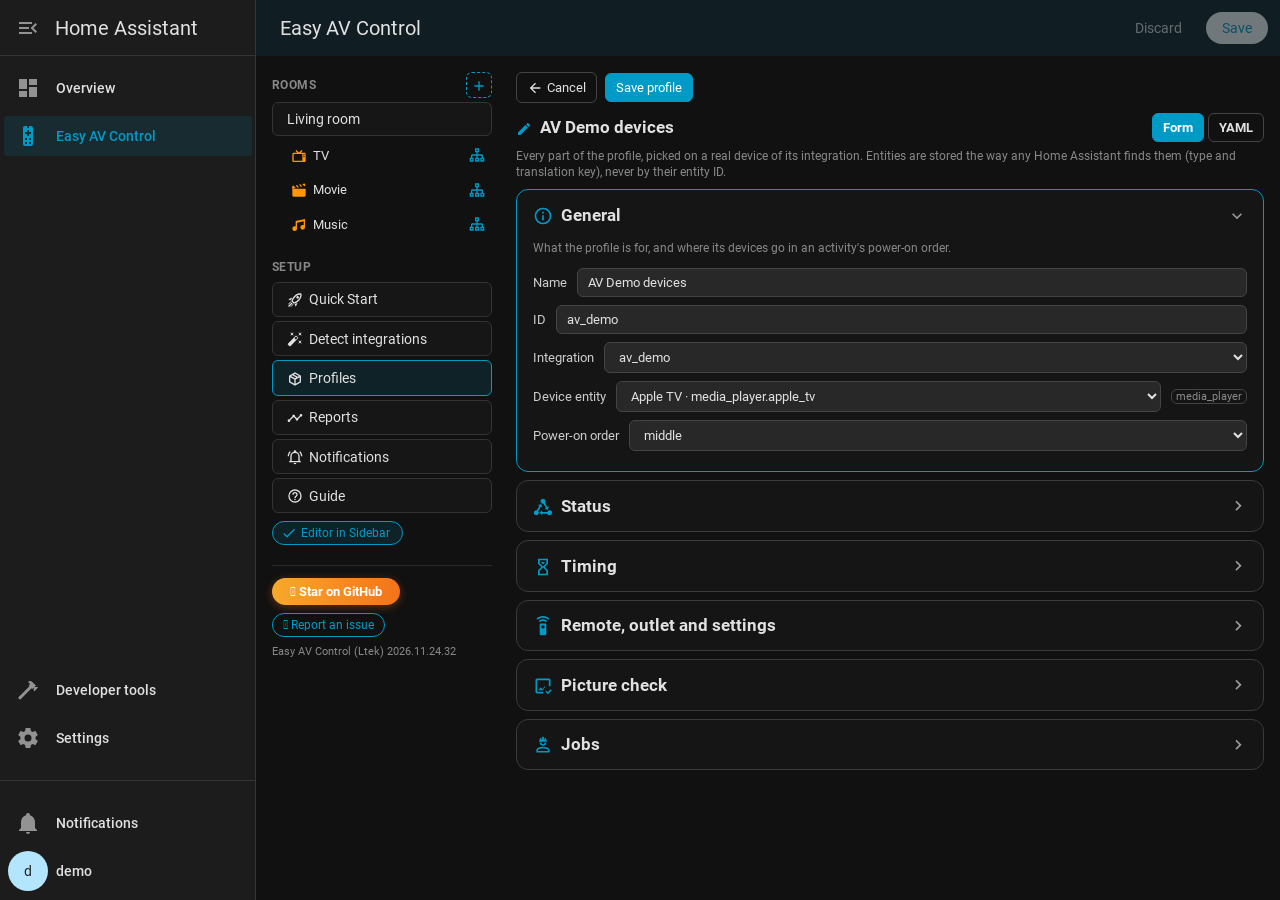 Home Assistant
Easy AV Control
Discard
Save
Overview
Easy AV Control
Developer tools
Settings
Notifications
d
demo
ROOMS
Living room
TV
Movie
Music
SETUP
Quick Start
Detect integrations
Profiles
Reports
Notifications
Guide
Editor in Sidebar
Star on GitHub
Report an issue
Easy AV Control (Ltek) 2026.11.24.32
Cancel
Save profile
AV Demo devices
Form
YAML
Every part of the profile, picked on a real device of its integration. Entities are stored the way any Home Assistant finds them (type and
translation key), never by their entity ID.
General
What the profile is for, and where its devices go in an activity's power-on order.
Name
AV Demo devices
ID
av_demo
Integration
av_demo
Device entity
Apple TV · media_player.apple_tv
media_player
Power-on order
middle
Status
Timing
Remote, outlet and settings
Picture check
Jobs